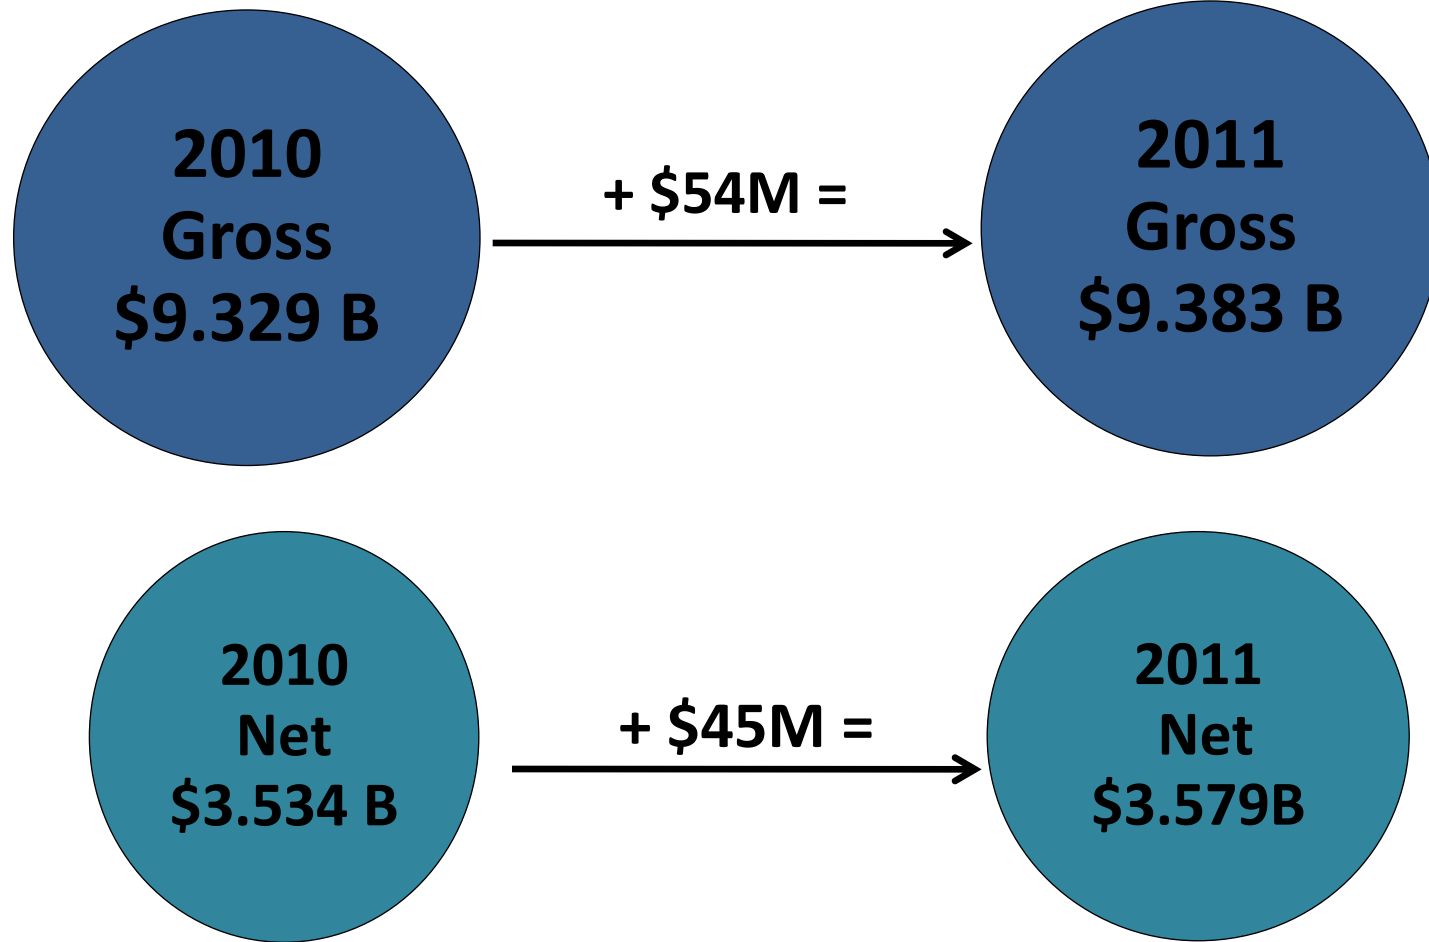 2010
Gross
$9.329 B
+ $54M =
2011
Gross
$9.383 B
2010
Net
$3.534 B
+ $45M =
2011
Net
$3.579B